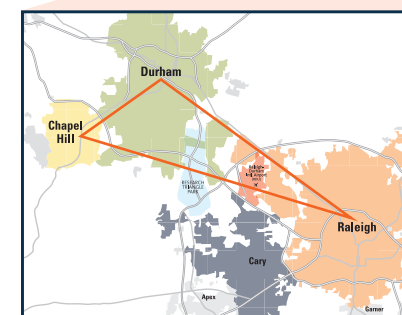 Durham
Chapel
Hill
RESEARCH
TRIANGLE
PARK
Raleigh
Cary
Apex
Garner